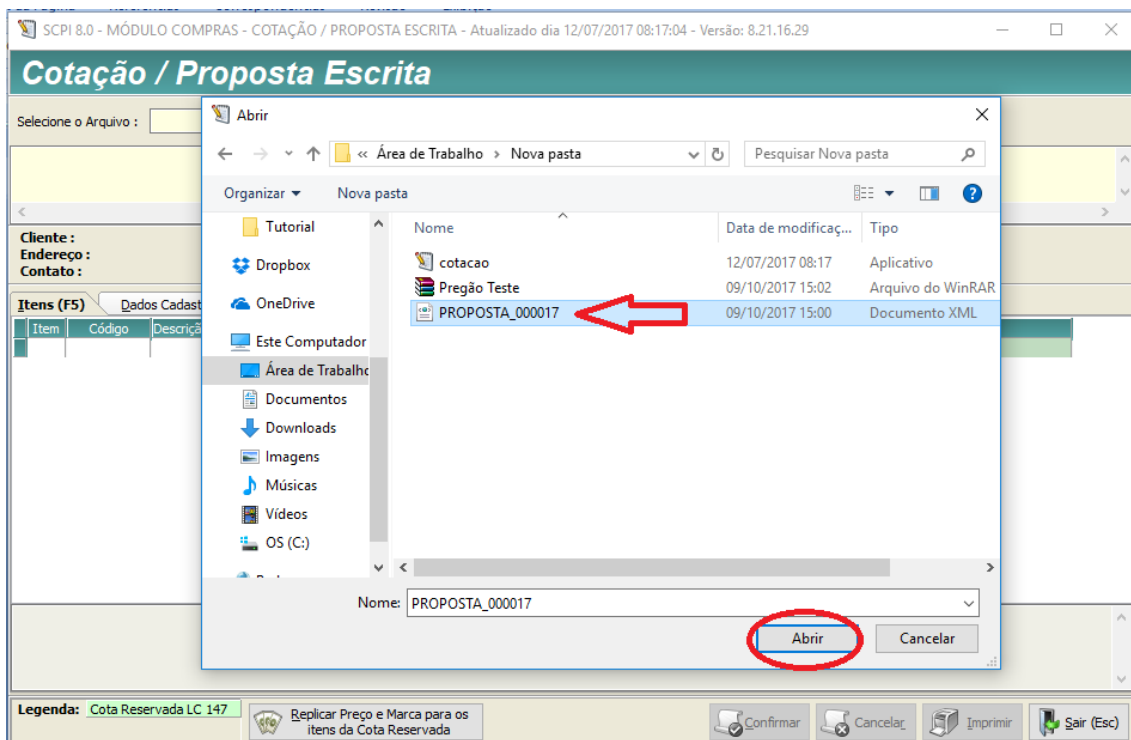 SCPI 8.0 - MÓDULO COMPRAS - COTAÇÃO / PROPOSTA ESCRITA - Atualizado dia 12/07/2017 08:17:04 - Versão: 8.21.16.29
Cotação / Proposta Escrita
Selecione o Arquivo :
Abrir
« Área de Trabalho › Nova pasta
Pesquisar Nova pasta
Organizar
Nova pasta
Nome
Data de modificaç...
Tipo
Tutorial
Dropbox
OneDrive
Este Computador
Área de Trabalho
Documentos
Downloads
Imagens
Músicas
Vídeos
OS (C:)
cotacao 12/07/2017 08:17 Aplicativo
Pregão Teste 09/10/2017 15:02 Arquivo do WinRAR
PROPOSTA_000017 09/10/2017 15:00 Documento XML
Cliente :
Endereço :
Contato :
Itens (F5) Dados Cadast
Item Código Descriçã
Nome: PROPOSTA_000017
Abrir Cancelar
Legenda: Cota Reservada LC 147
Replicar Preço e Marca para os
itens da Cota Reservada
Confirmar Cancelar Imprimir Sair (Esc)